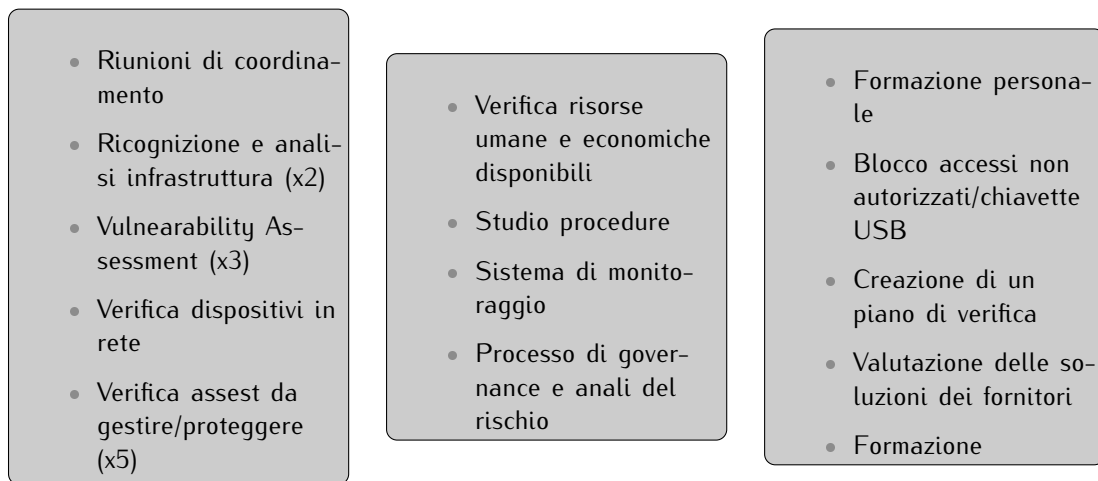 Riunioni di coordina-
mento
Ricognizione e anali-
si infrastruttura (x2)
Vulnearability As-
sessment (x3)
Verifica dispositivi in
rete
Verifica assest da
gestire/proteggere
(x5)
Verifica risorse
umane e economiche
disponibili
Studio procedure
Sistema di monito-
raggio
Processo di gover-
nance e anali del
rischio
Formazione persona-
le
Blocco accessi non
autorizzati/chiavette
USB
Creazione di un
piano di verifica
Valutazione delle so-
luzioni dei fornitori
Formazione